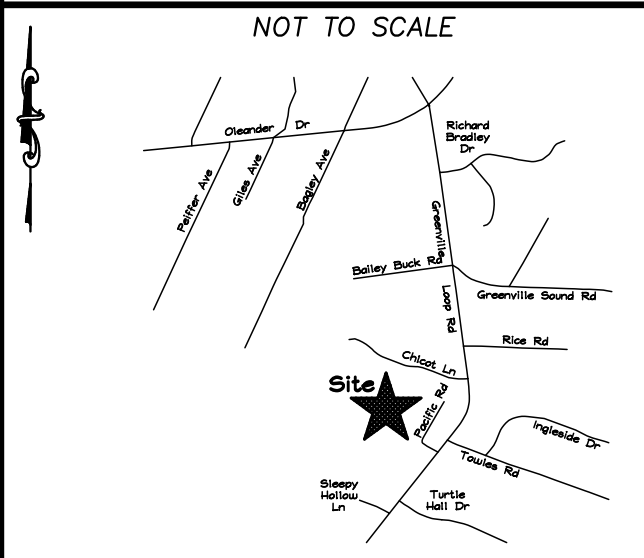 NOT TO SCALE
Oleander Dr
Richard
Bradley
Dr
Peiffer Ave
Giles Ave
Bagley Ave
Greenville
Loop Rd
Bailey Buck Rd
Greenville Sound Rd
Rice Rd
Chicot Ln
Site
Pacific Rd
Ingleside Dr
Towles Rd
Sleepy
Hollow
Ln
Turtle
Hall Dr